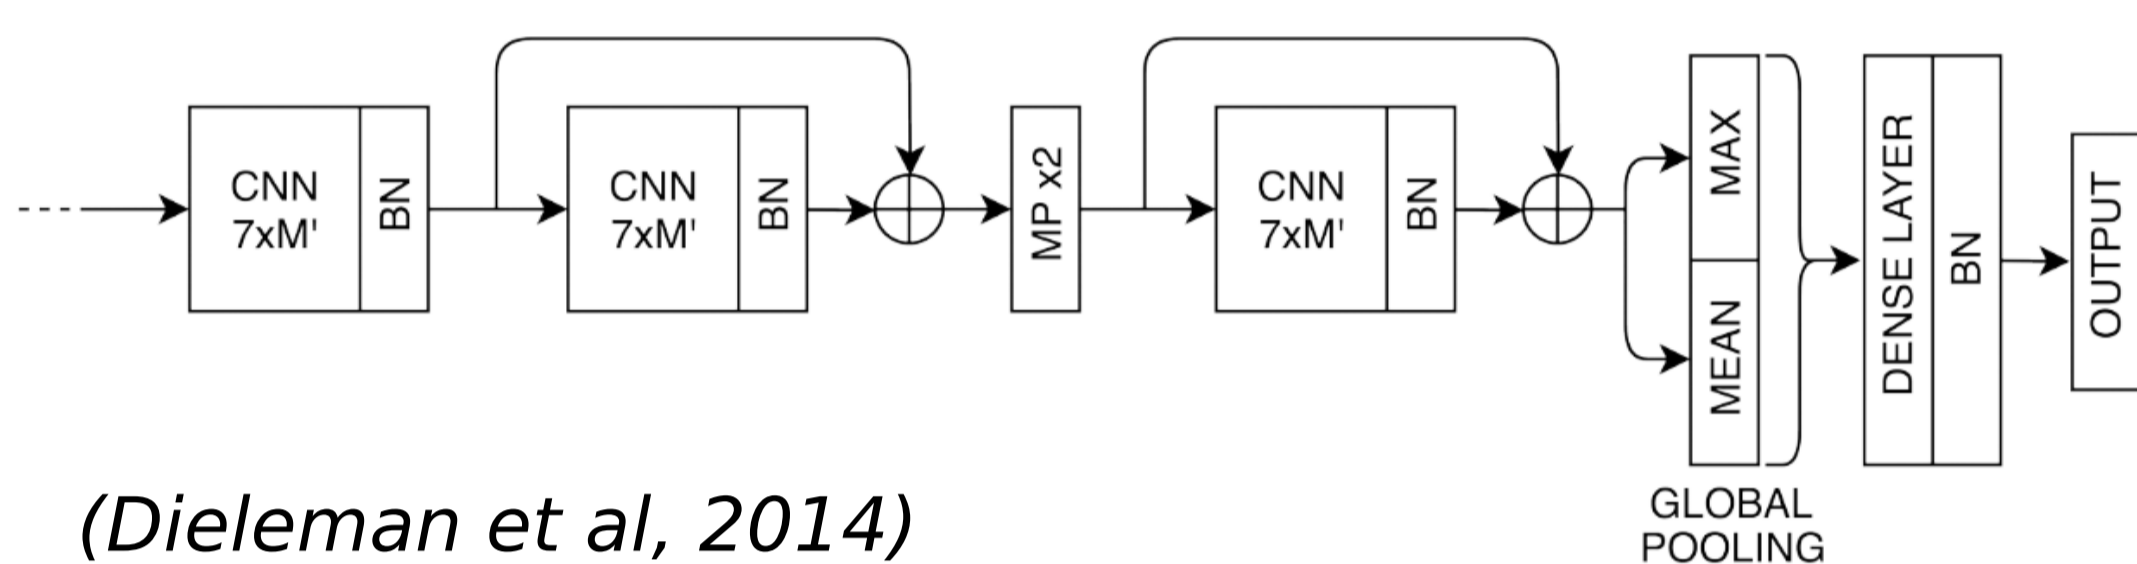 CNN
7xM'
BN
CNN
7xM'
BN
MP x2
CNN
7xM'
BN
MAX
MEAN
GLOBAL
POOLING
DENSE LAYER
BN
OUTPUT
(Dieleman et al, 2014)